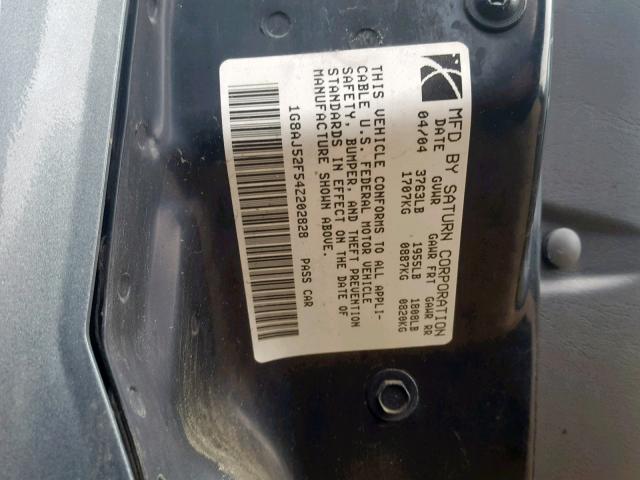 MFD BY SATURN CORPORATION
DATE GVWR GAWR FRT GAWR RR
04/04 3763LB 1955LB 1808LB
1707KG 0887KG 0820KG
THIS VEHICLE CONFORMS TO ALL APPLI-
CABLE U.S. FEDERAL MOTOR VEHICLE
SAFETY, BUMPER, AND THEFT PREVENTION
STANDARDS IN EFFECT ON THE DATE OF
MANUFACTURE SHOWN ABOVE.
1G8AJ52F54Z202828 PASS CAR